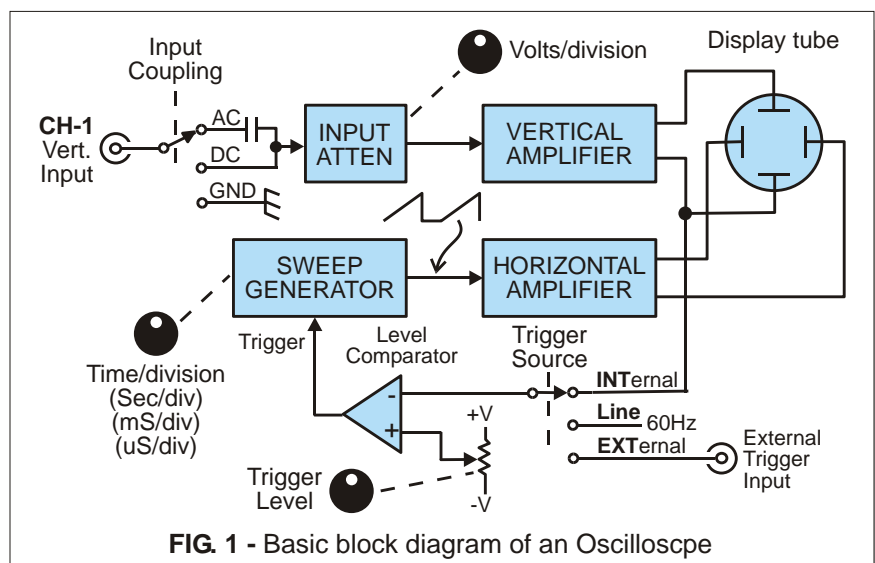 Input
Coupling
Volts/division
Display tube
CH-1
Vert.
Input
AC
DC
GND
INPUT
ATTEN
VERTICAL
AMPLIFIER
SWEEP
GENERATOR
HORIZONTAL
AMPLIFIER
Trigger
Level
Comparator
Trigger
Source
Time/division
(Sec/div)
(mS/div)
(uS/div)
-
+
+V
-V
INTernal
Line 60Hz
EXTernal
External
Trigger
Input
Trigger
Level
FIG. 1 - Basic block diagram of an Oscilloscpe